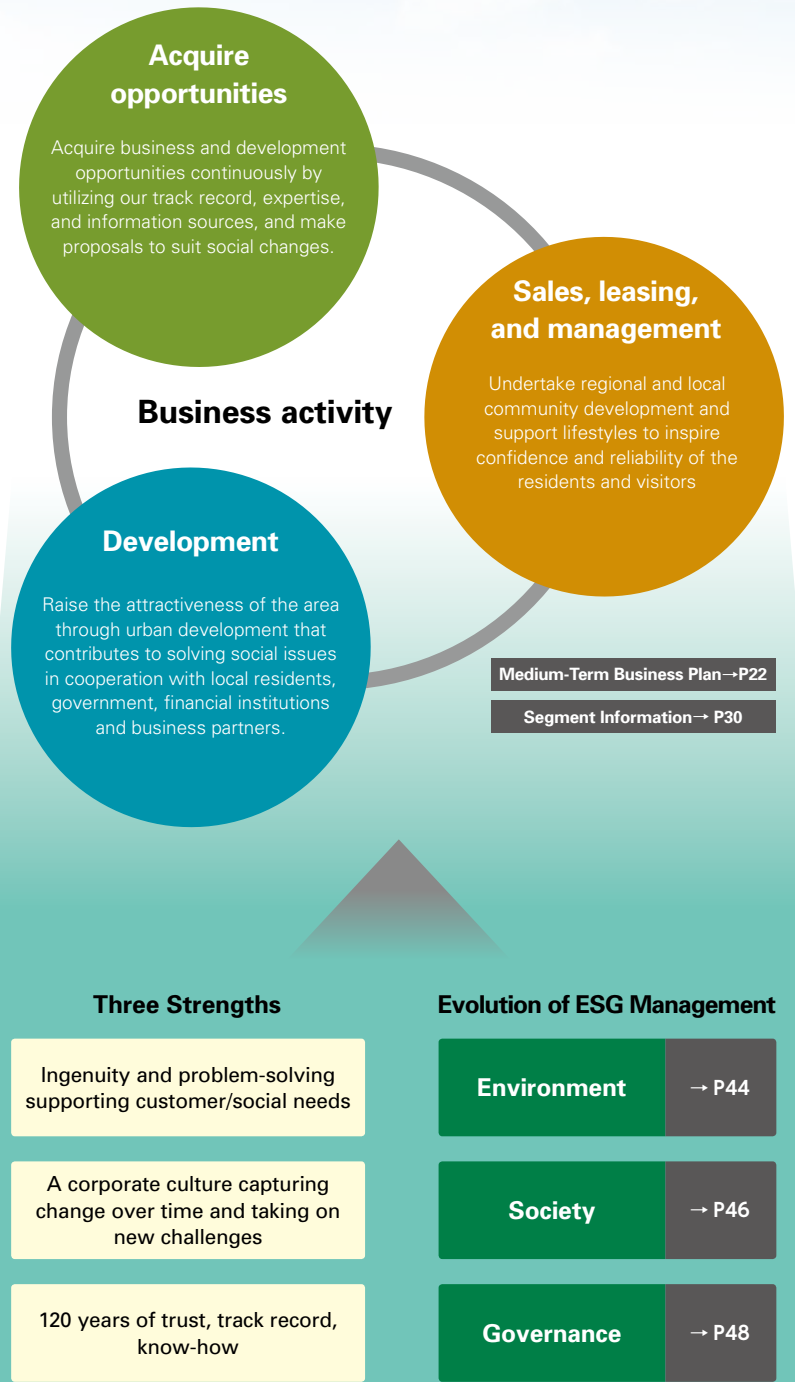 Acquire
opportunities
Acquire business and development
opportunities continuously by
utilizing our track record, expertise,
and information sources, and make
proposals to suit social changes.
Sales, leasing,
and management
Undertake regional and local
community development and
support lifestyles to inspire
confidence and reliability of the
residents and visitors
Business activity
Development
Raise the attractiveness of the area
through urban development that
contributes to solving social issues
in cooperation with local residents,
government, financial institutions
and business partners.
Medium-Term Business Plan→P22
Segment Information→ P30
Three Strengths
Ingenuity and problem-solving
supporting customer/social needs
A corporate culture capturing
change over time and taking on
new challenges
120 years of trust, track record,
know-how
Evolution of ESG Management
Environment → P44
Society → P46
Governance → P48